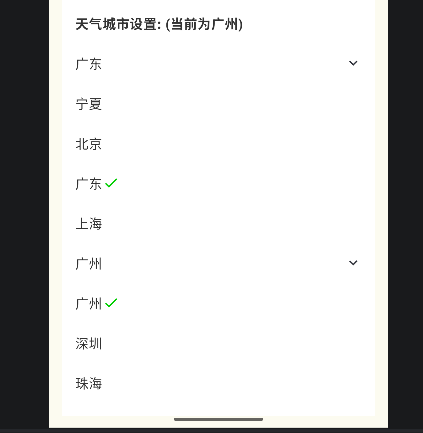 天气城市设置: (当前为广州)
广东
宁夏
北京
广东
上海
广州
广州
深圳
珠海